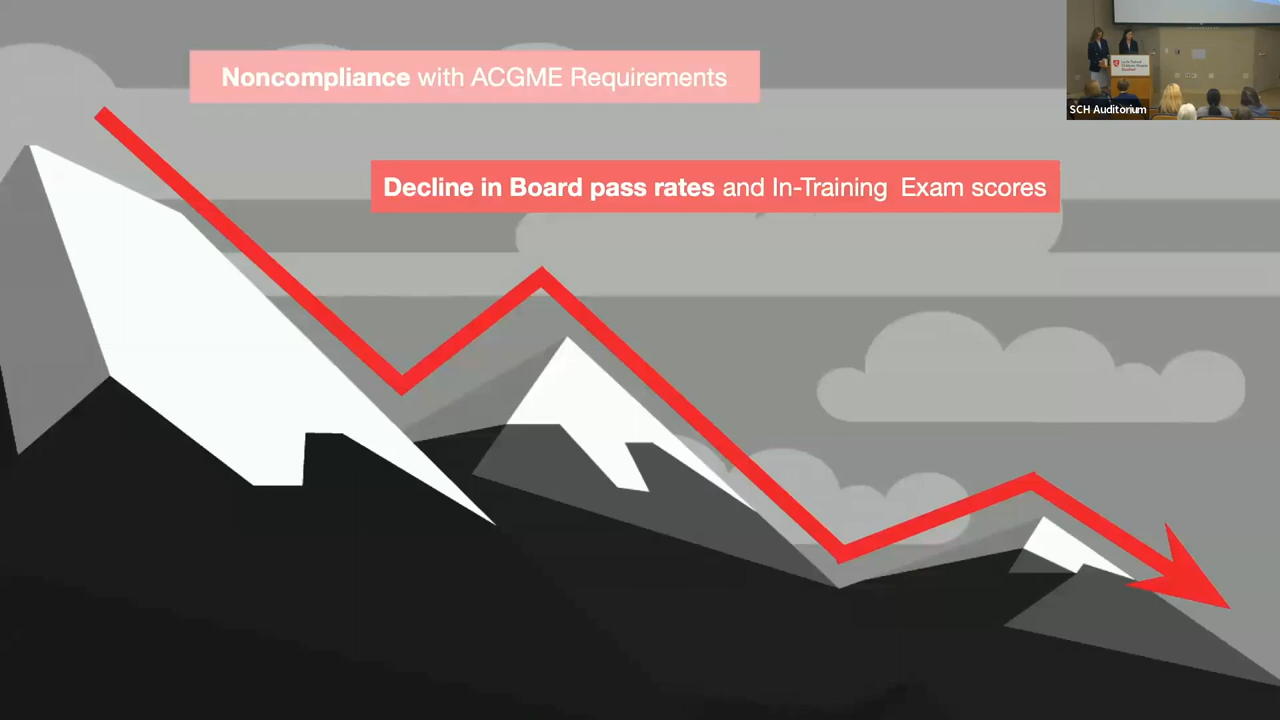 Noncompliance with ACGME Requirements
Decline in Board pass rates and In-Training Exam scores
SCH Auditorium